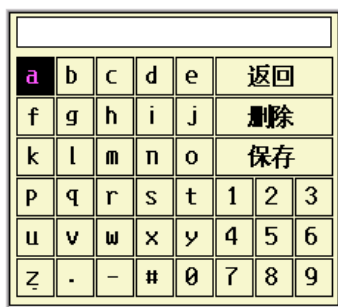 a b c d e 返回
f g h i j 删除
k l m n o 保存
p q r s t 1 2 3
u v w x y 4 5 6
z . - # 0 7 8 9